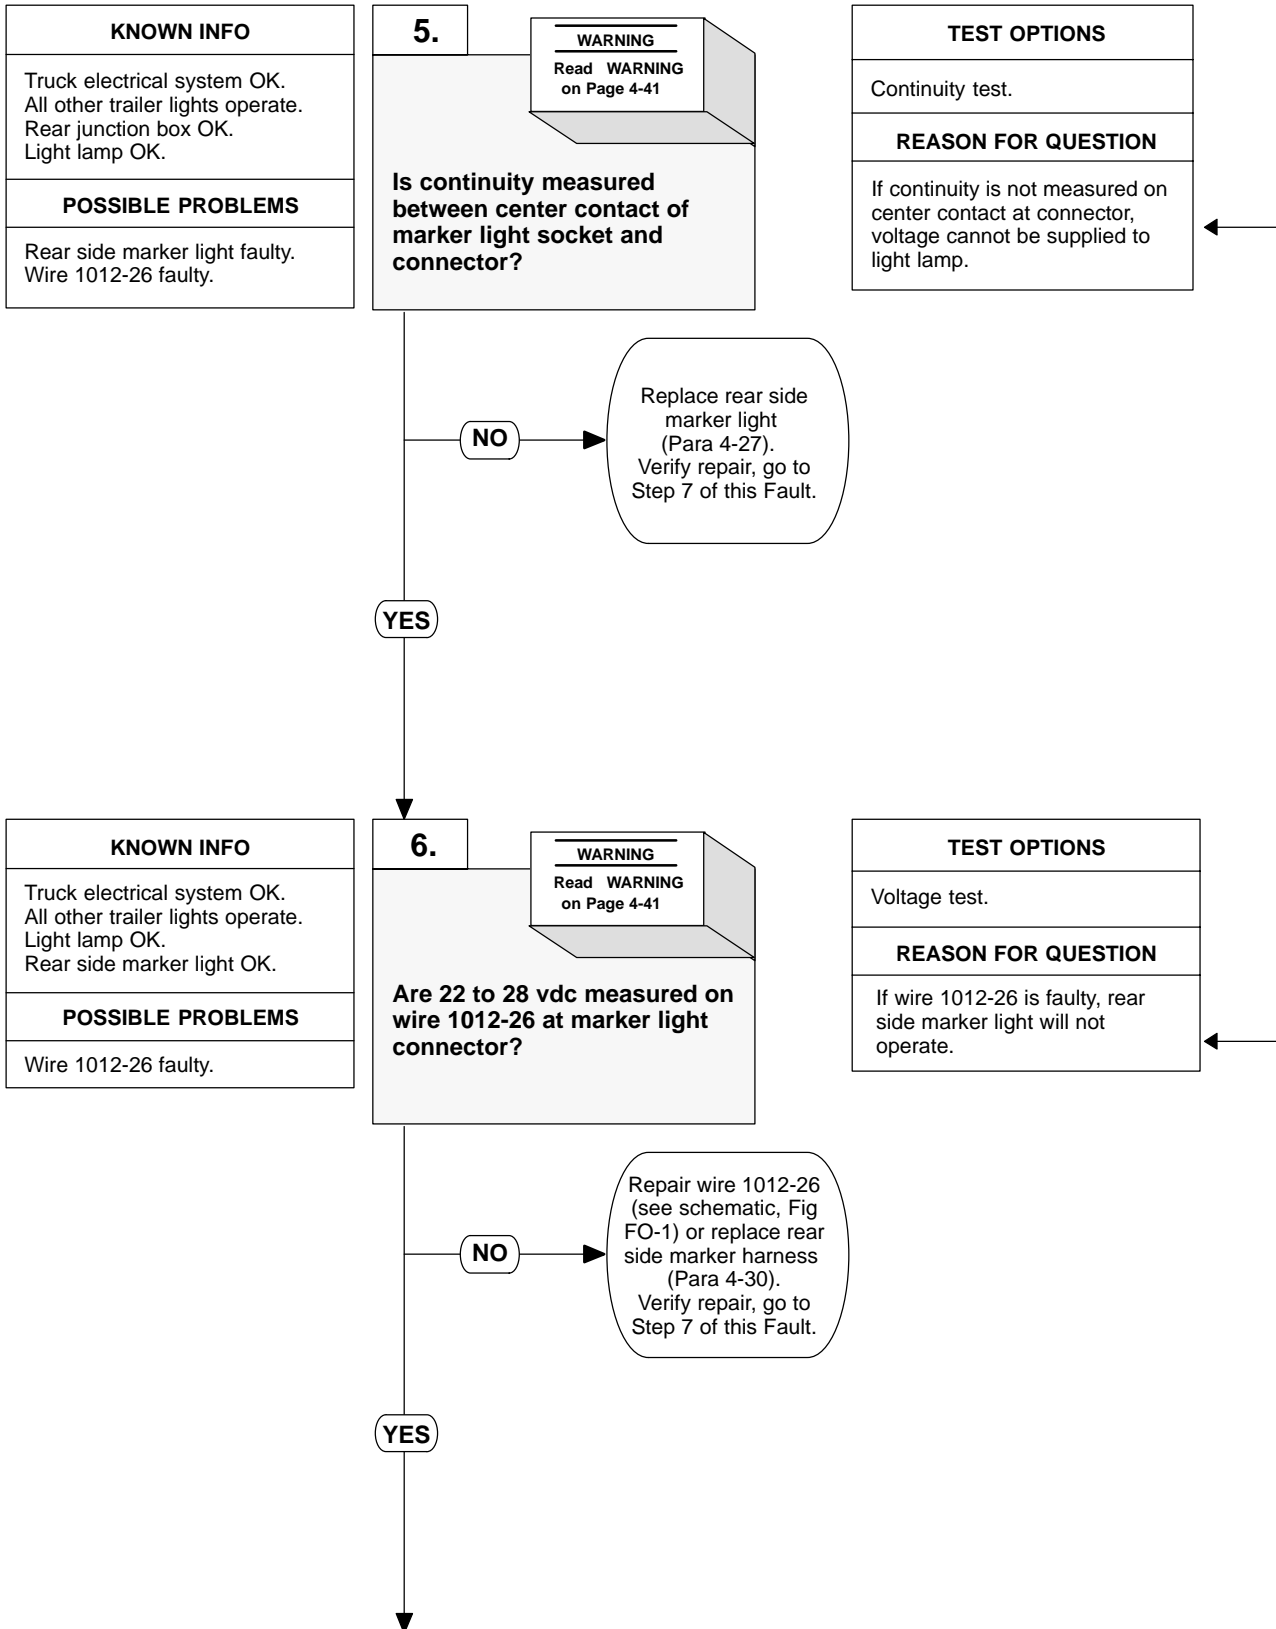 KNOWN INFO
Truck electrical system OK.
All other trailer lights operate.
Rear junction box OK.
Light lamp OK.
POSSIBLE PROBLEMS
Rear side marker light faulty.
Wire 1012-26 faulty.
5.
WARNING
Read WARNING
on Page 4-41
Is continuity measured
between center contact of
marker light socket and
connector?
TEST OPTIONS
Continuity test.
REASON FOR QUESTION
If continuity is not measured on
center contact at connector,
voltage cannot be supplied to
light lamp.
NO
Replace rear side
marker light
(Para 4-27).
Verify repair, go to
Step 7 of this Fault.
YES
KNOWN INFO
Truck electrical system OK.
All other trailer lights operate.
Light lamp OK.
Rear side marker light OK.
POSSIBLE PROBLEMS
Wire 1012-26 faulty.
6.
WARNING
Read WARNING
on Page 4-41
Are 22 to 28 vdc measured on
wire 1012-26 at marker light
connector?
TEST OPTIONS
Voltage test.
REASON FOR QUESTION
If wire 1012-26 is faulty, rear
side marker light will not
operate.
NO
Repair wire 1012-26
(see schematic, Fig
FO-1) or replace rear
side marker harness
(Para 4-30).
Verify repair, go to
Step 7 of this Fault.
YES